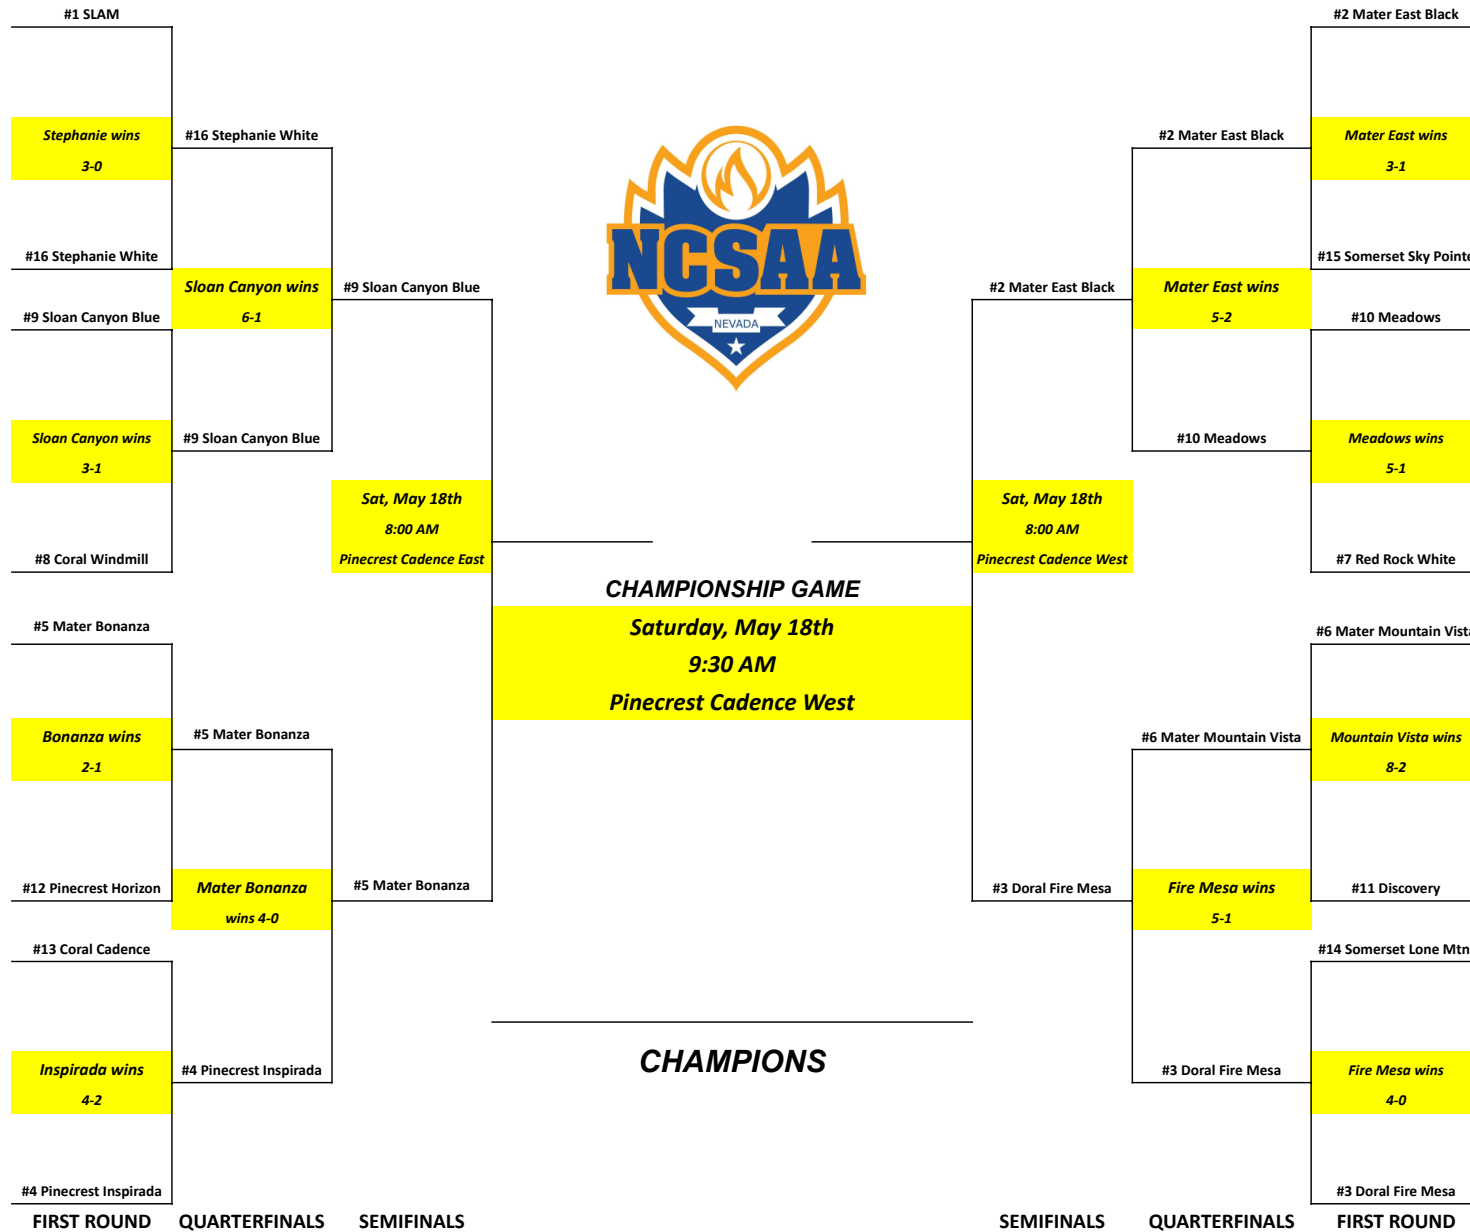 #1 SLAM
Stephanie wins
3-0
#16 Stephanie White
#16 Stephanie White
Sloan Canyon wins
6-1
#9 Sloan Canyon Blue
#9 Sloan Canyon Blue
Sloan Canyon wins
3-1
#9 Sloan Canyon Blue
#8 Coral Windmill
Sat, May 18th
8:00 AM
Pinecrest Cadence East
#5 Mater Bonanza
Bonanza wins
2-1
#5 Mater Bonanza
#12 Pinecrest Horizon
Mater Bonanza
wins 4-0
#5 Mater Bonanza
#13 Coral Cadence
Inspirada wins
4-2
#4 Pinecrest Inspirada
#4 Pinecrest Inspirada
FIRST ROUND
QUARTERFINALS
SEMIFINALS
NCSAA
NEVADA
CHAMPIONSHIP GAME
Saturday, May 18th
9:30 AM
Pinecrest Cadence West
CHAMPIONS
#2 Mater East Black
#2 Mater East Black
Mater East wins
3-1
#15 Somerset Sky Pointe
#2 Mater East Black
Mater East wins
5-2
#10 Meadows
#10 Meadows
Meadows wins
5-1
#7 Red Rock White
Sat, May 18th
8:00 AM
Pinecrest Cadence West
#6 Mater Mountain Vista
#6 Mater Mountain Vista
Mountain Vista wins
8-2
#3 Doral Fire Mesa
Fire Mesa wins
5-1
#11 Discovery
#14 Somerset Lone Mtn
#3 Doral Fire Mesa
Fire Mesa wins
4-0
#3 Doral Fire Mesa
SEMIFINALS
QUARTERFINALS
FIRST ROUND